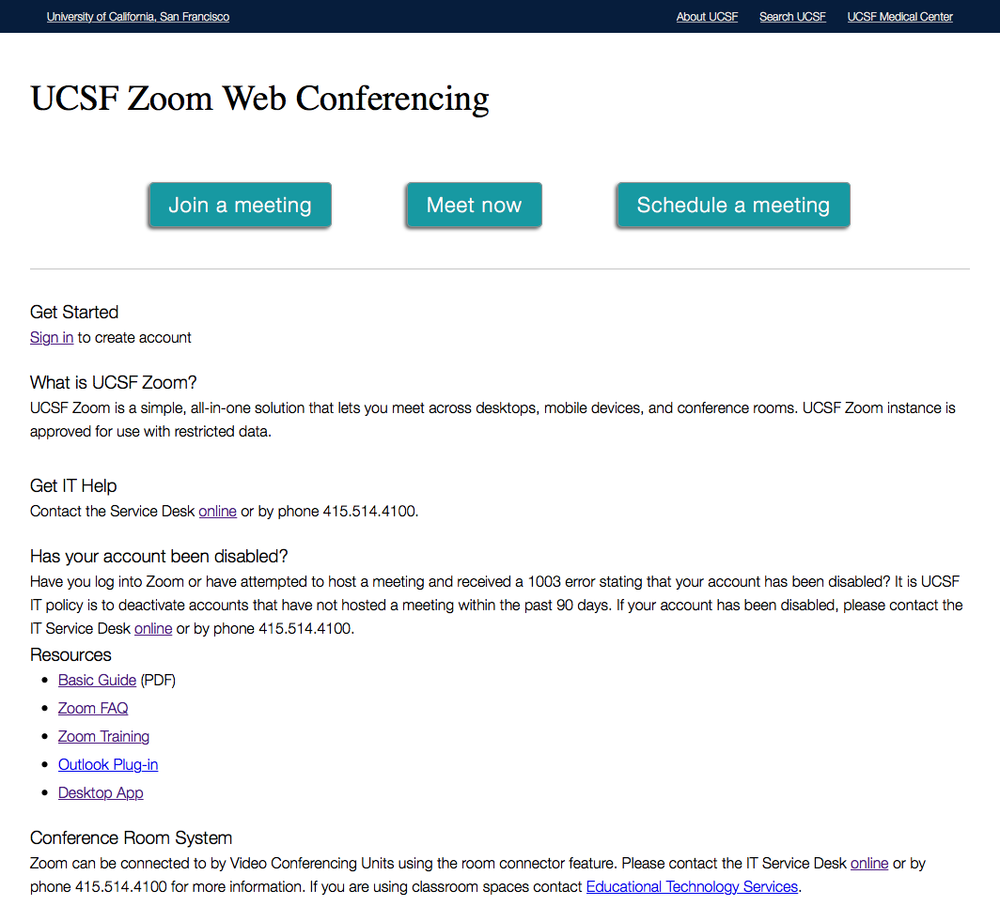 University of California, San Francisco About UCSF Search UCSF UCSF Medical Center
UCSF Zoom Web Conferencing
Join a meeting Meet now Schedule a meeting
Get Started
Sign in to create account
What is UCSF Zoom?
UCSF Zoom is a simple, all-in-one solution that lets you meet across desktops, mobile devices, and conference rooms. UCSF Zoom instance is
approved for use with restricted data.
Get IT Help
Contact the Service Desk online or by phone 415.514.4100.
Has your account been disabled?
Have you log into Zoom or have attempted to host a meeting and received a 1003 error stating that your account has been disabled? It is UCSF
IT policy is to deactivate accounts that have not hosted a meeting within the past 90 days. If your account has been disabled, please contact the
IT Service Desk online or by phone 415.514.4100.
Resources
• Basic Guide (PDF)
• Zoom FAQ
• Zoom Training
• Outlook Plug-in
• Desktop App
Conference Room System
Zoom can be connected to by Video Conferencing Units using the room connector feature. Please contact the IT Service Desk online or by
phone 415.514.4100 for more information. If you are using classroom spaces contact Educational Technology Services.